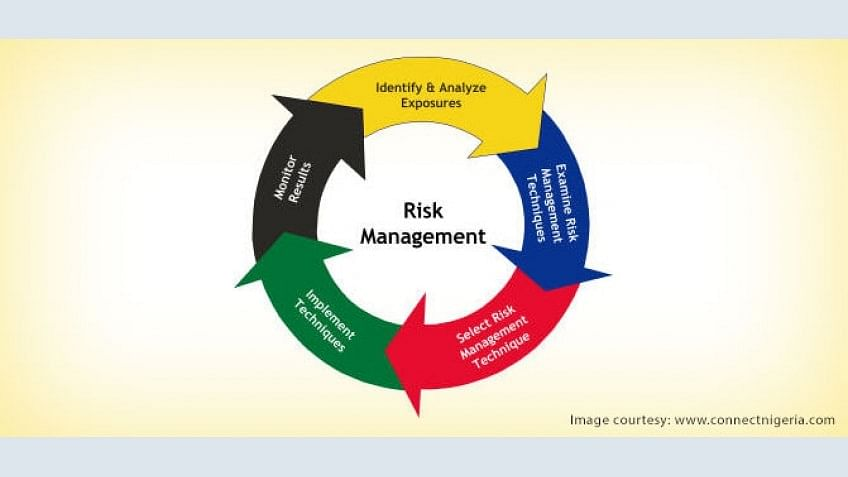 Identify & Analyze
Exposures
Examine Risk
Management
Techniques
Select Risk
Management
Technique
Implement
Techniques
Monitor
Results
Risk
Management
Image courtesy: www.connectnigeria.com